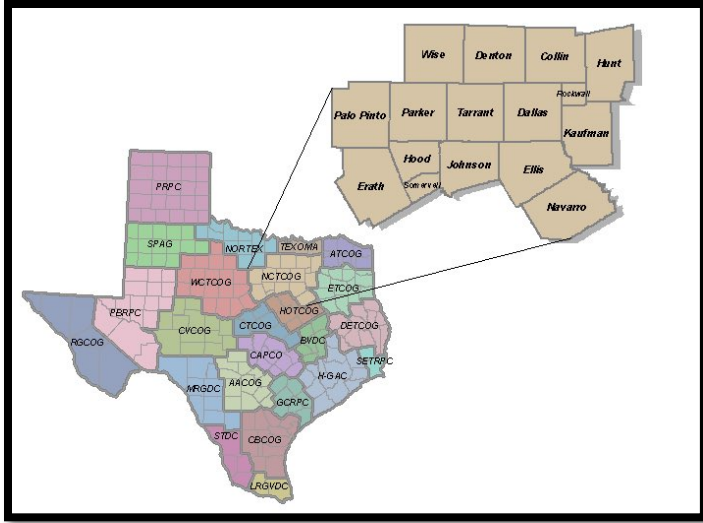 Wise
Denton
Collin
Hunt
Rockwall
Palo Pinto
Parker
Tarrant
Dallas
Kaufman
Hood
Johnson
Ellis
Erath
Somervell
Navarro
PRPC
SPAG
NORTEX
TEXOMA
ATCOG
WCTCOG
NCTCOG
ETCOG
PBRPC
HOTCOG
RGCOG
CVCOG
CTCOG
DETCOG
BVDC
CAPCO
SETRPC
MRGDC
AACOG
H-GAC
GCRPC
STDC
CBCOG
LRGVDC